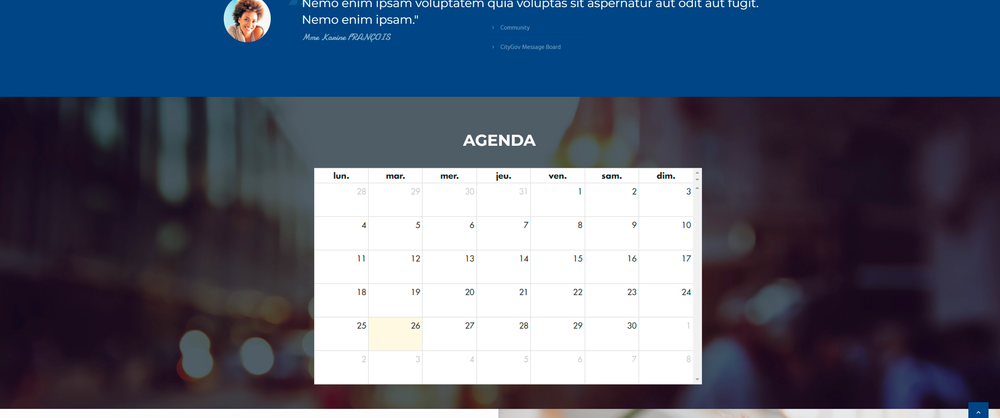 Nemo enim ipsam voluptatem quia voluptas sit aspernatur aut odit aut fugit.
Nemo enim ipsam."
Mme Karine FRANÇOIS
Community
CityGov Message Board
AGENDA
lun. mar. mer. jeu. ven. sam. dim.
28 29 30 31 1 2 3
4 5 6 7 8 9 10
11 12 13 14 15 16 17
18 19 20 21 22 23 24
25 26 27 28 29 30 1
2 3 4 5 6 7 8